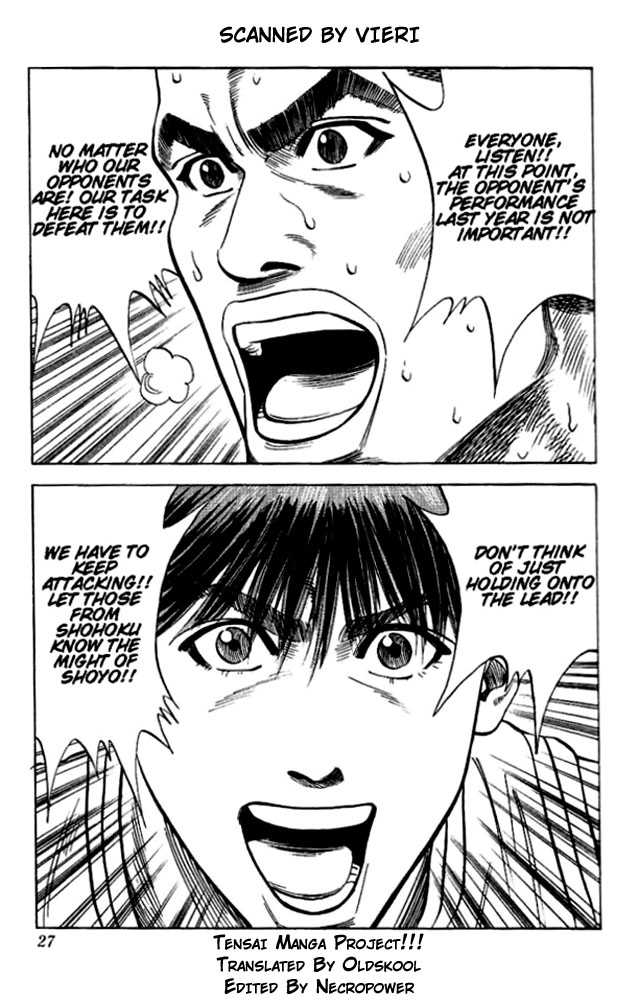 SCANNED BY VIERI
EVERYONE,
LISTEN!!
AT THIS POINT,
THE OPPONENT'S
PERFORMANCE
LAST YEAR IS NOT
IMPORTANT!!
NO MATTER
WHO OUR
OPPONENTS
ARE! OUR TASK
HERE IS TO
DEFEAT THEM!!
DON'T THINK
OF JUST
HOLDING ONTO
THE LEAD!!
WE HAVE TO
KEEP
ATTACKING!!
LET THOSE
FROM
SHOHOKU
KNOW THE
MIGHT OF
SHOYO!!
27
TENSAI MANGA PROJECT!!!
TRANSLATED BY OLDSKOOL
EDITED BY NECROPOWER